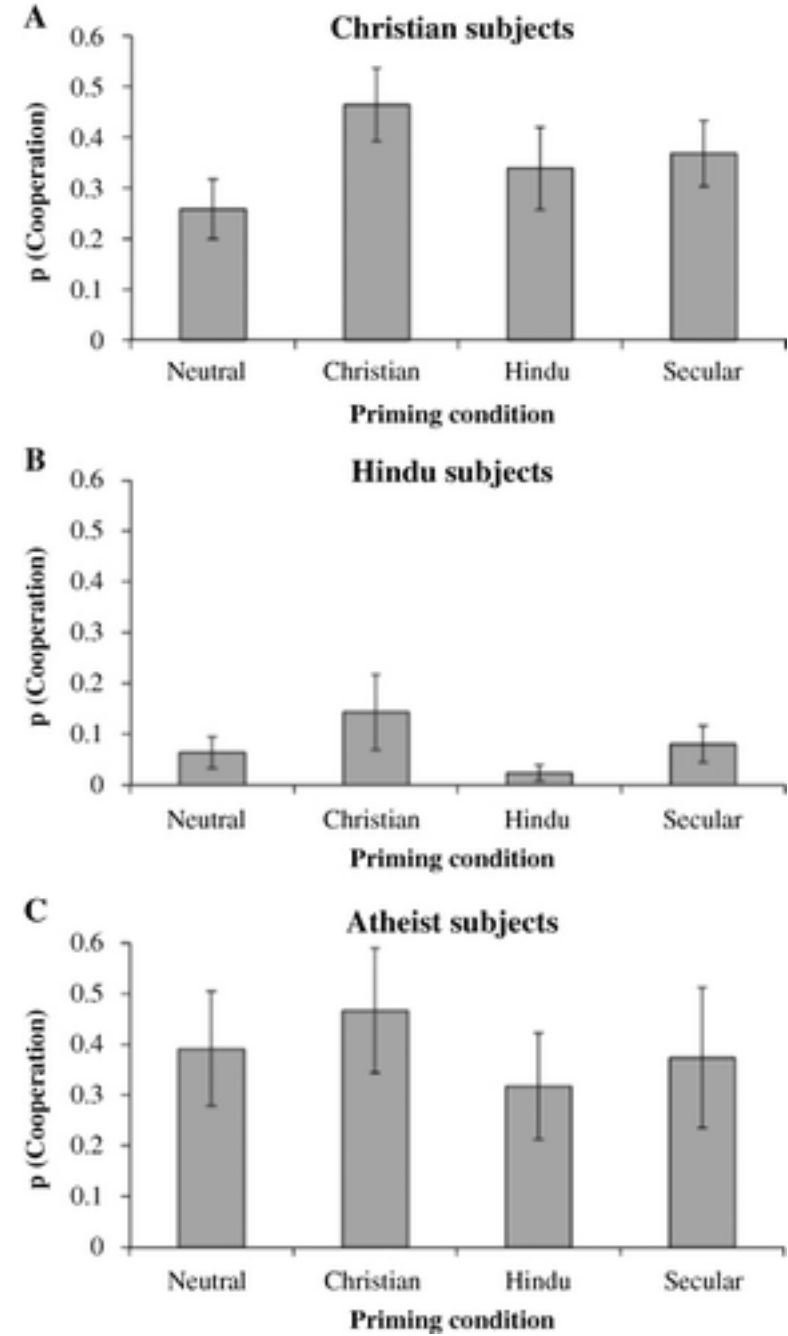 A
Christian subjects
p (Cooperation)
0.6
0.5
0.4
0.3
0.2
0.1
0
Neutral Christian Hindu Secular
Priming condition
B
Hindu subjects
p (Cooperation)
0.6
0.5
0.4
0.3
0.2
0.1
0
Neutral Christian Hindu Secular
Priming condition
C
Atheist subjects
p (Cooperation)
0.6
0.5
0.4
0.3
0.2
0.1
0
Neutral Christian Hindu Secular
Priming condition